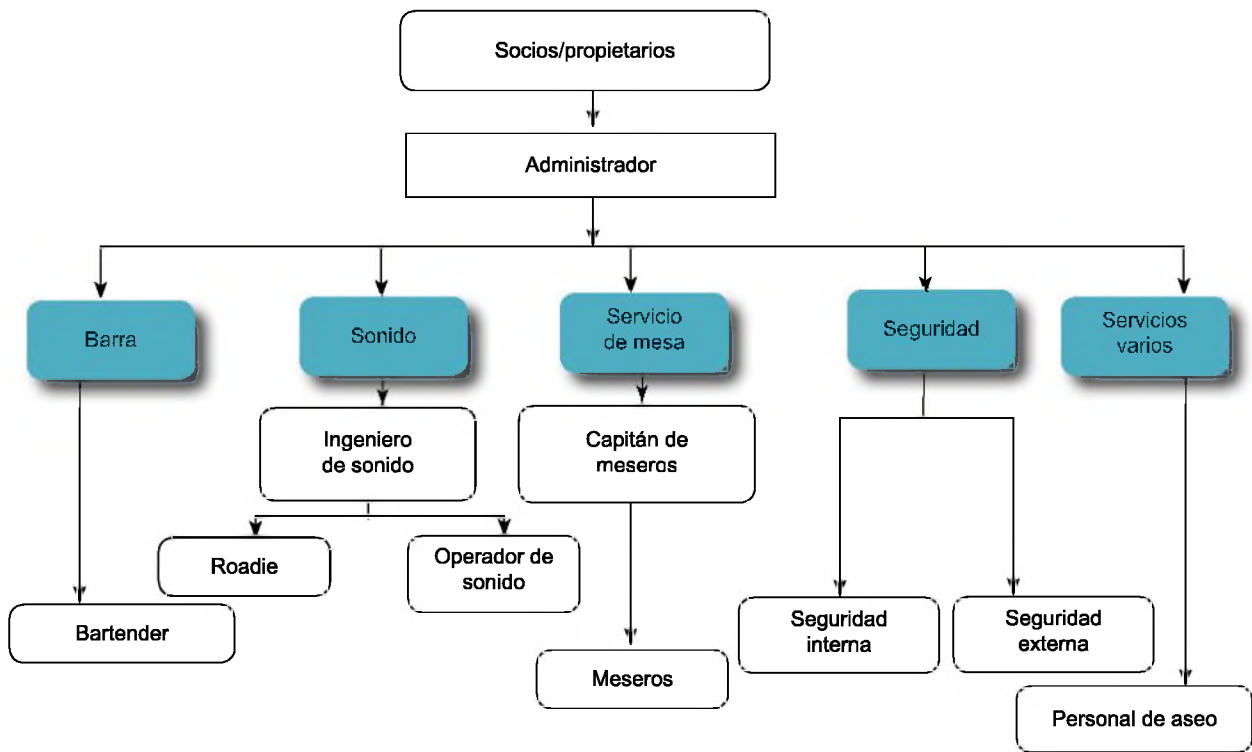 Socios/propietarios
Administrador
Barra
Sonido
Servicio
de mesa
Seguridad
Servicios
varios
Ingeniero
de sonido
Capitán de
meseros
Roadie
Operador de
sonido
Bartender
Seguridad
interna
Seguridad
externa
Meseros
Personal de aseo